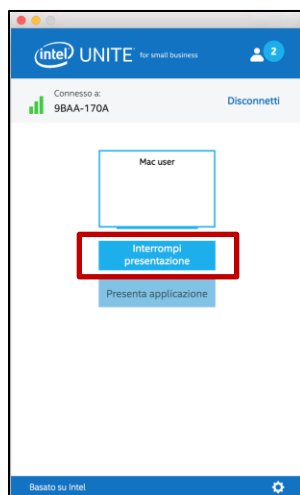 intel UNITE for small business
2
Connesso a:
9BAA-170A
Disconnetti
Mac user
Interrompi
presentazione
Presenta applicazione
Basato su Intel